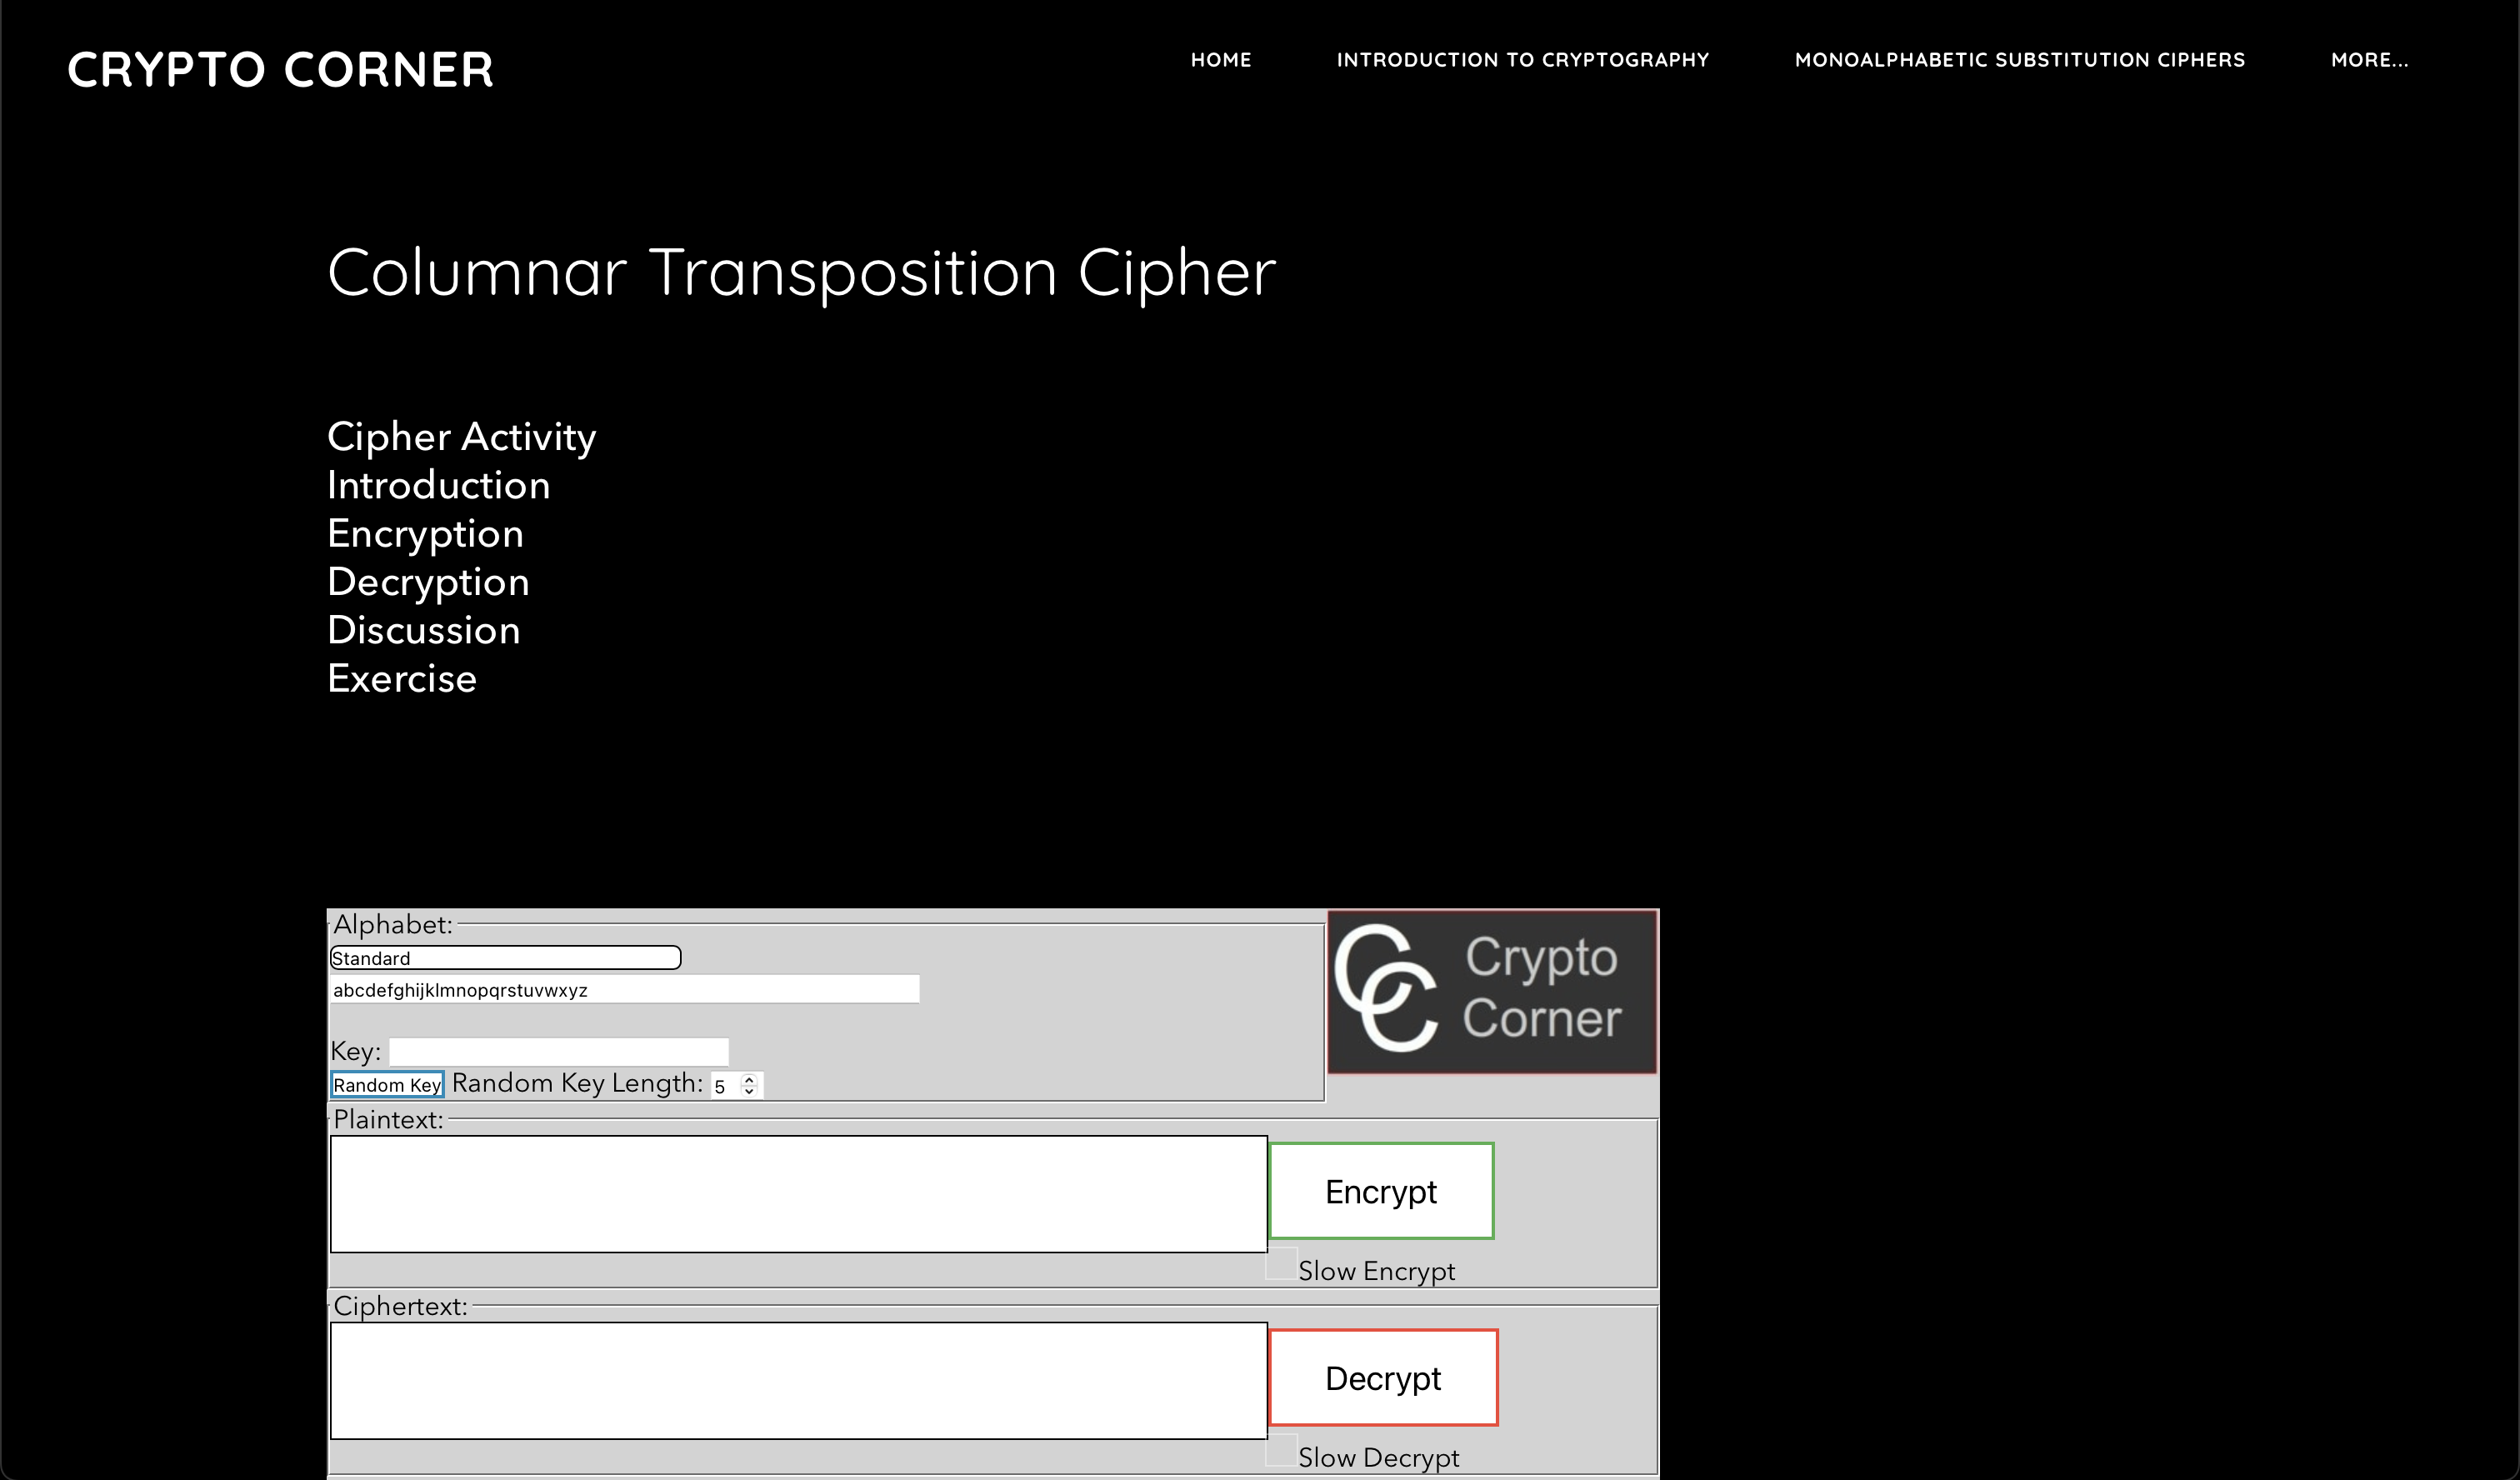 CRYPTO CORNER
HOME INTRODUCTION TO CRYPTOGRAPHY MONOALPHABETIC SUBSTITUTION CIPHERS MORE...
Columnar Transposition Cipher
Cipher Activity
Introduction
Encryption
Decryption
Discussion
Exercise
Alphabet:
Standard
abcdefghijklmnopqrstuvwxyz
Key:
Random Key Random Key Length: 5
CC Crypto
Corner
Plaintext:
Encrypt
Slow Encrypt
Ciphertext:
Decrypt
Slow Decrypt